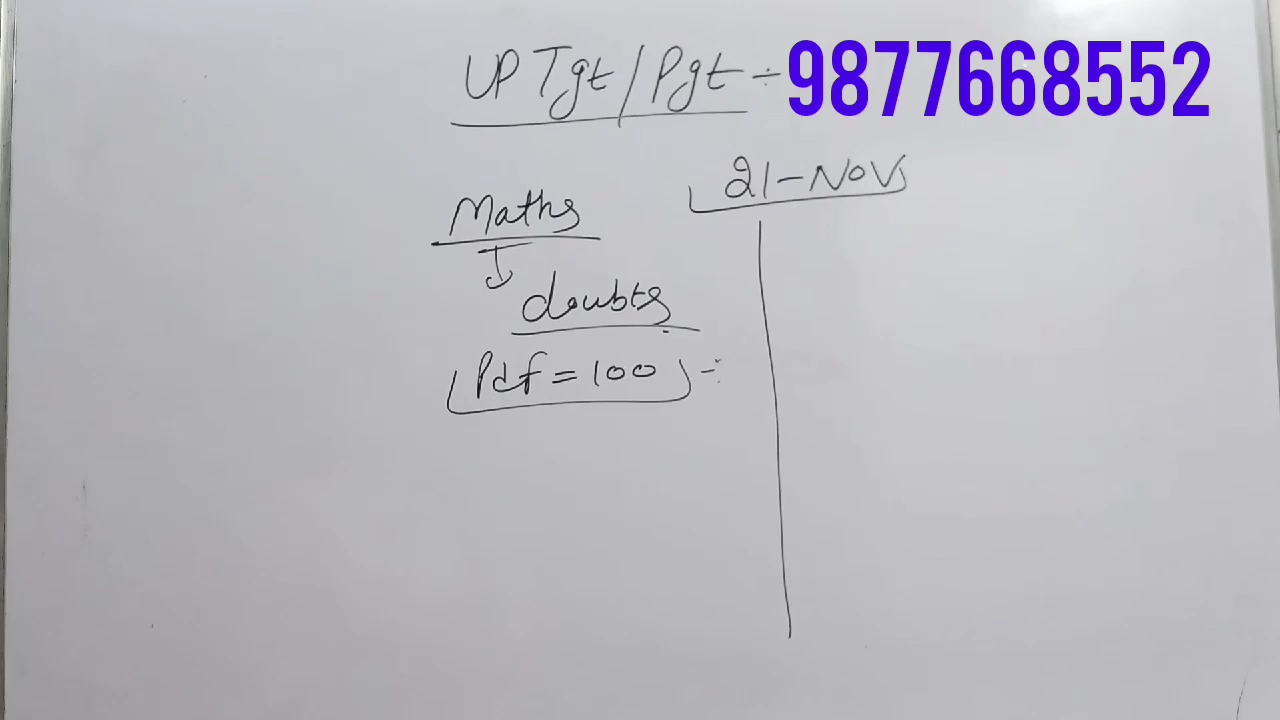 UP Tgt / Pgt ÷ 9877668552
21-Nov
Maths
doubts
Pdf = 100 ÷